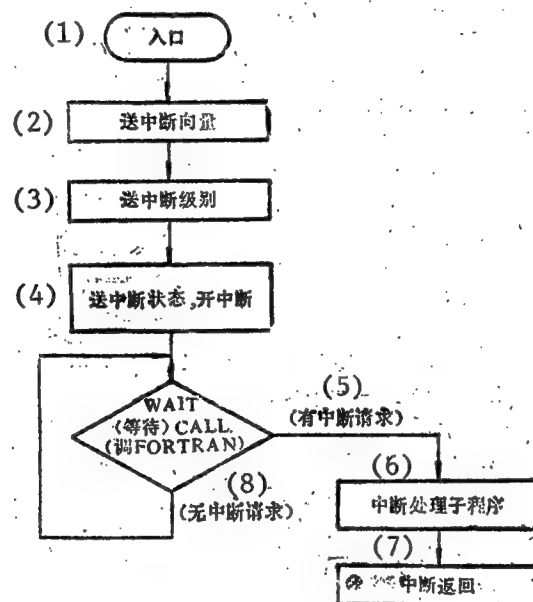 (1) 入口
(2) 送中断向量
(3) 送中断级别
(4) 送中断状态,开中断
WAIT
(等待) CALL.
(调FORTRAN)
(5)
(有中断请求)
(8)
(无中断请求)
(6)
中断处理子程序
(7)
中断返回